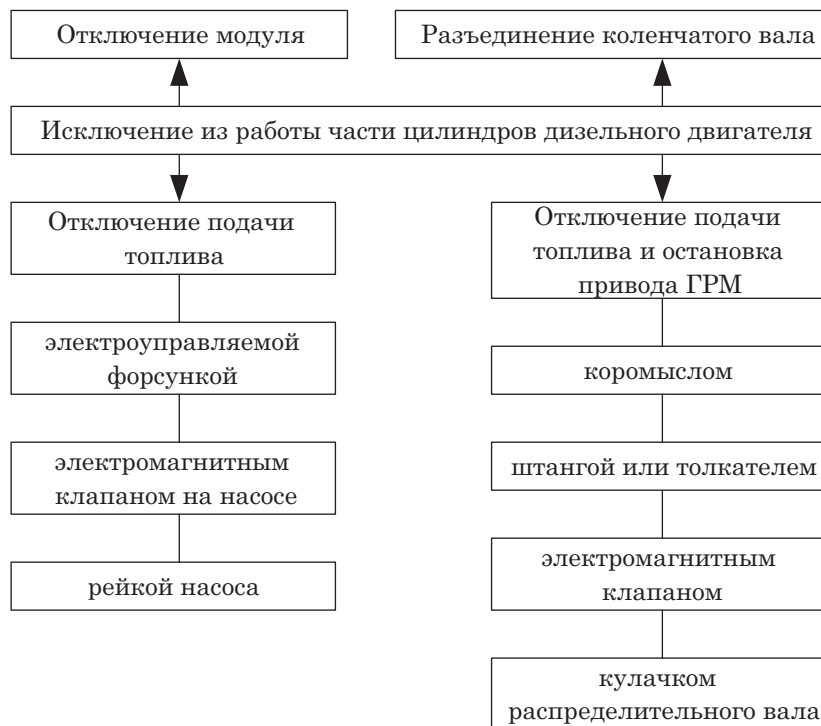 Отключение модуля
Разъединение коленчатого вала
Исключение из работы части цилиндров дизельного двигателя
Отключение подачи
топлива
электроуправляемой
форсункой
электромагнитным
клапаном на насосе
рейкой насоса
Отключение подачи
топлива и остановка
привода ГРМ
коромыслом
штангой или толкателем
электромагнитным
клапаном
кулачком
распределительного вала